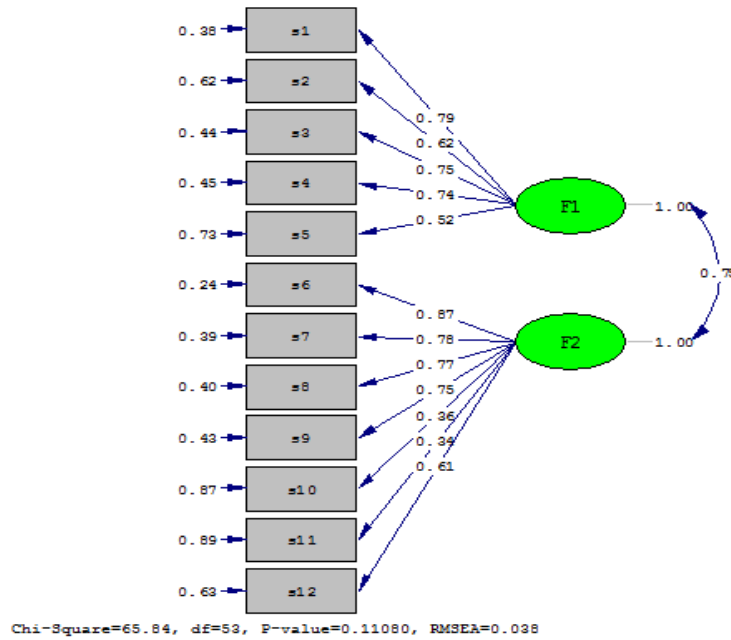 0.38 s1
0.62 s2
0.44 s3
0.45 s4
0.73 s5
0.24 s6
0.39 s7
0.40 s8
0.43 s9
0.87 s10
0.89 s11
0.63 s12
0.79
0.62
0.75
0.74
0.52
0.87
0.78
0.77
0.75
0.36
0.34
0.61
F1 1.00
F2 1.00
Chi-Square=65.84, df=53, P-value=0.11080, RMSEA=0.038